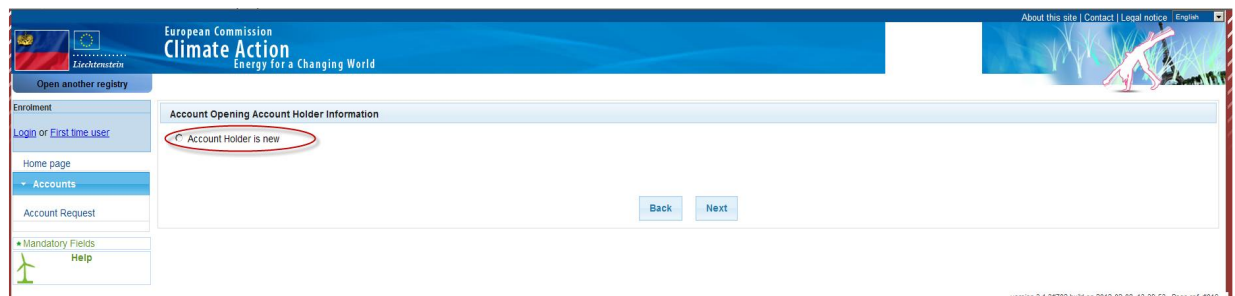 About this site | Contact | Legal notice English
European Commission
Climate Action
Energy for a Changing World
Liechtenstein
Open another registry
Enrolment
Login or First time user
Home page
Accounts
Account Request
Mandatory Fields
Help
Account Opening Account Holder Information
Account Holder is new
Back Next